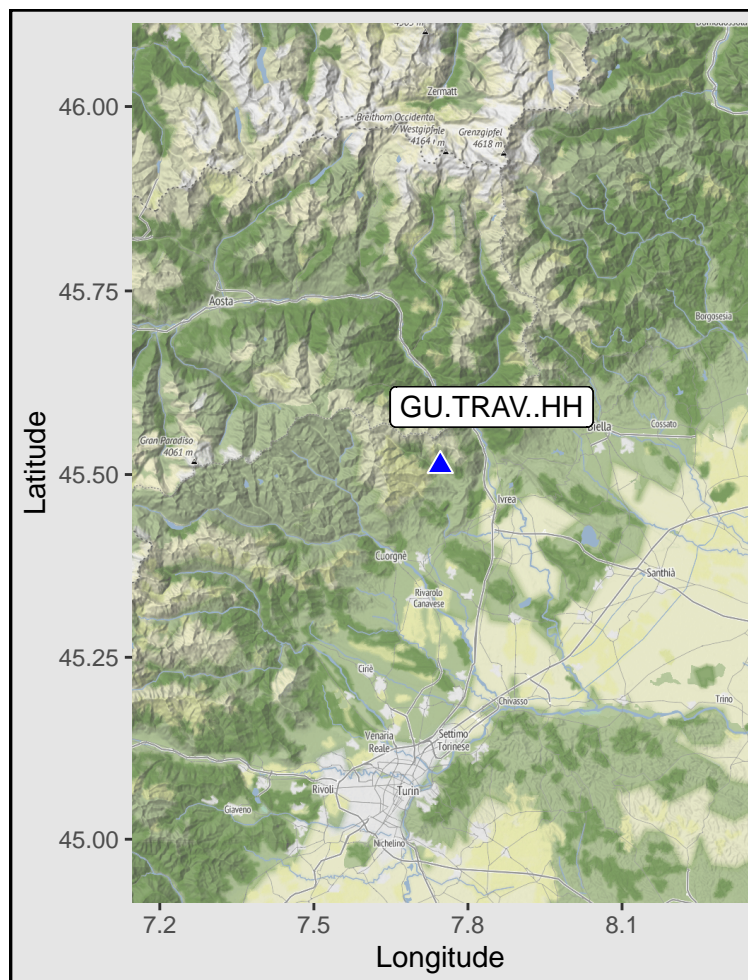 Zermatt
Breithorn Occidentale
/ Westgipfel
4164 m
Grenzgipfel
4618 m
46.00
45.75
Aosta
Borgosesia
GU.TRAV..HH
Biella
Cossato
Gran Paradiso
4061 m
45.50
Latitude
Ivrea
Cuorgnè
Santhià
Rivarolo
Canavese
45.25
Ciriè
Chivasso
Trino
Venaria
Reale
Settimo
Torinese
Rivoli
Turin
Giaveno
45.00
Nichelino
7.2
7.5
7.8
8.1
Longitude